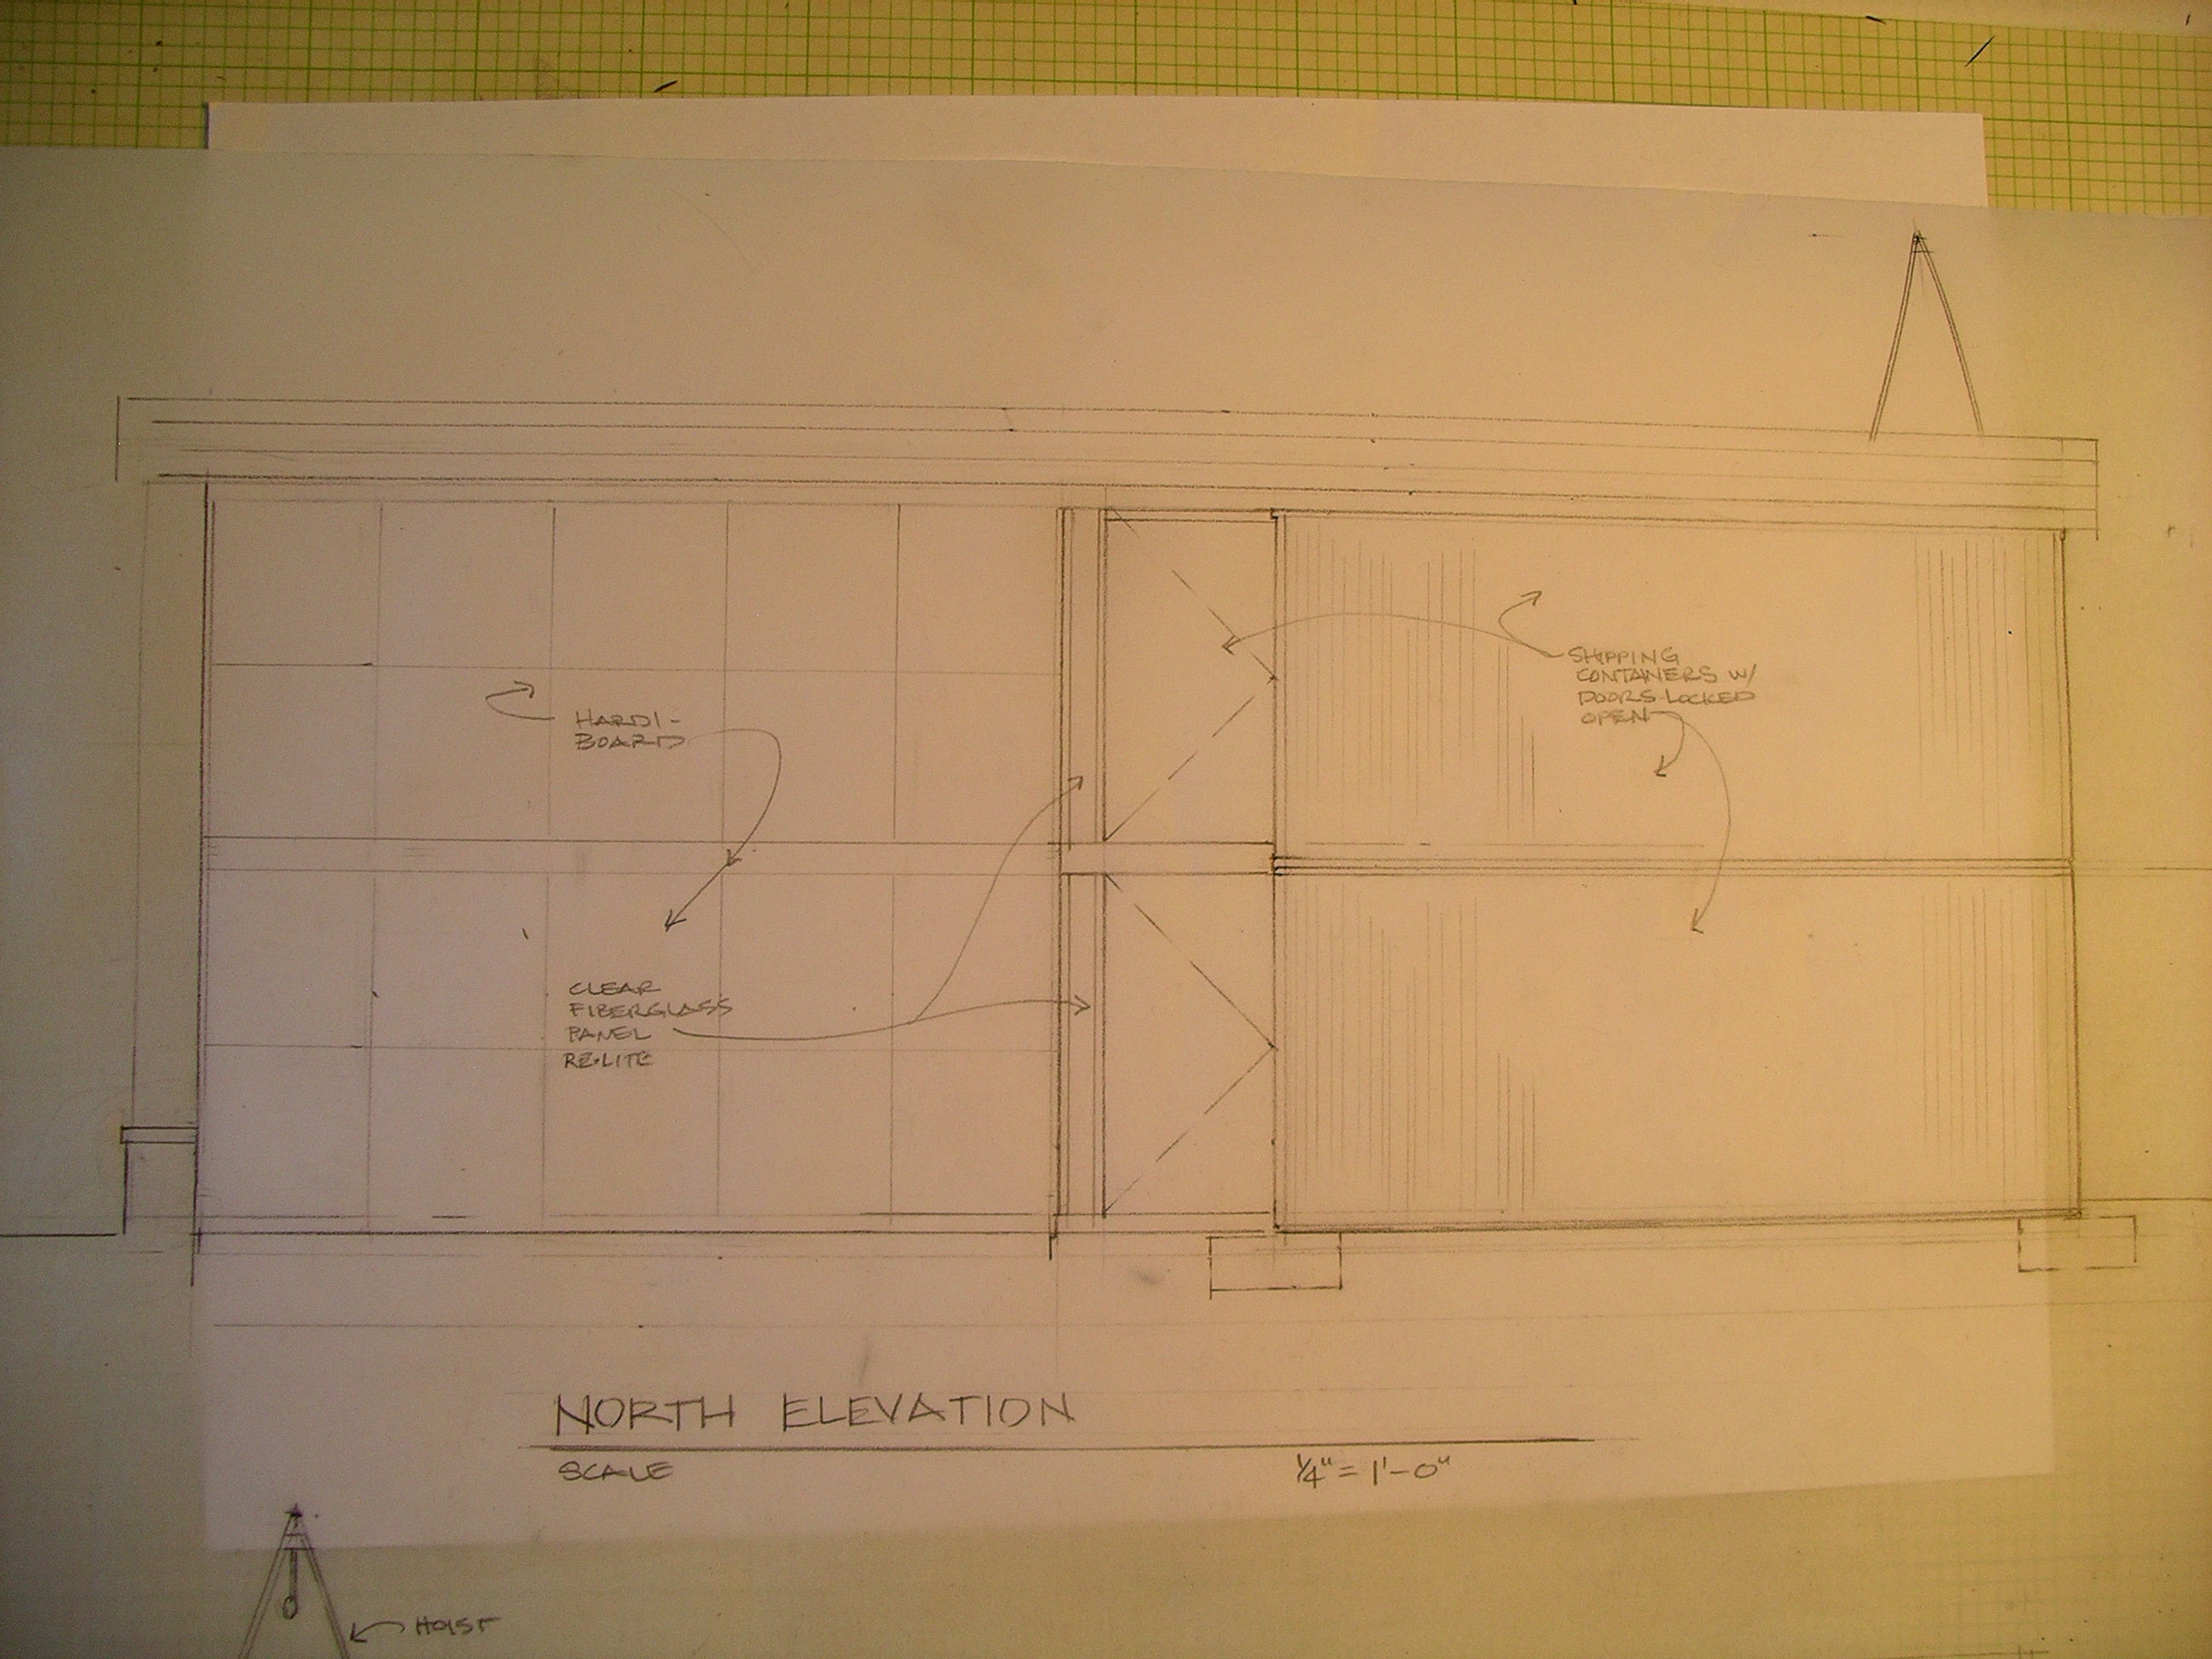 SHIPPING
CONTAINERS W/
DOORS LOCKED
OPEN
HARDI-
BOARD
CLEAR
FIBERGLASS
PANEL
RE-LITE
NORTH ELEVATION
SCALE 1/4" = 1'-0"
HOIST